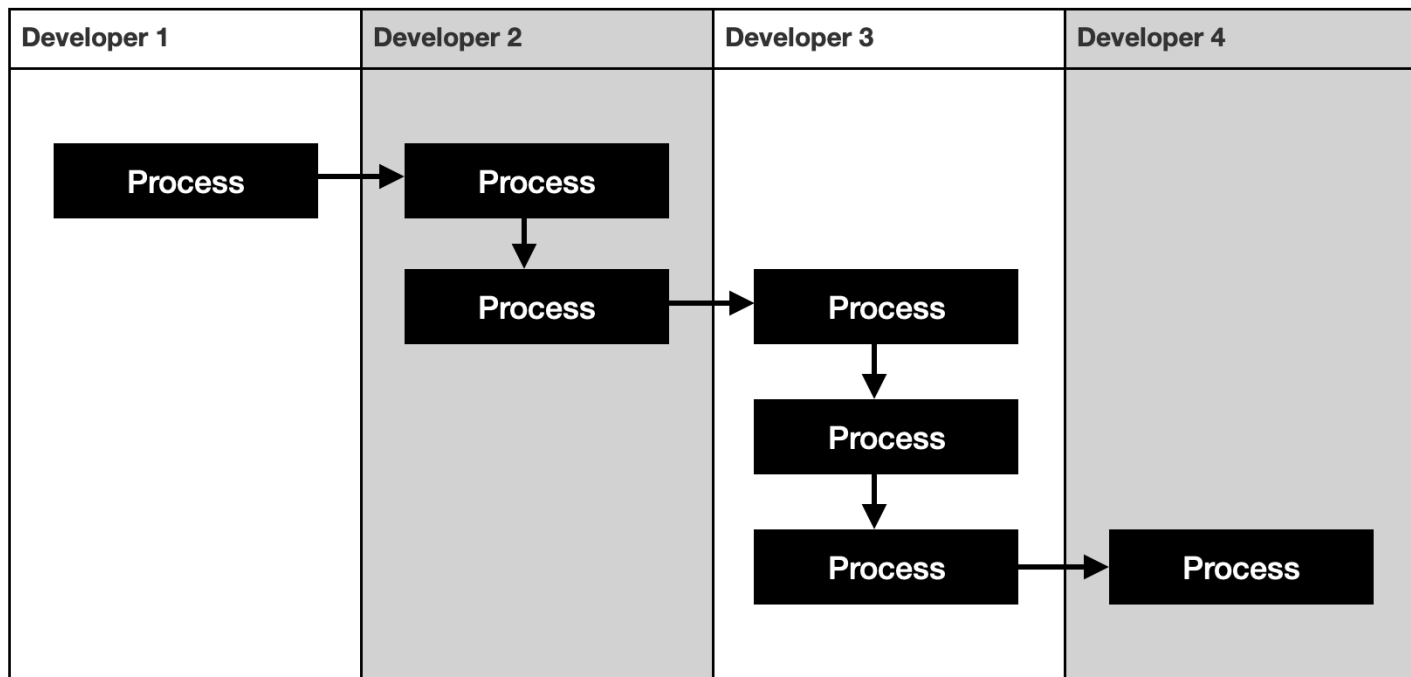 Developer 1
Developer 2
Developer 3
Developer 4
Process
Process
Process
Process
Process
Process
Process